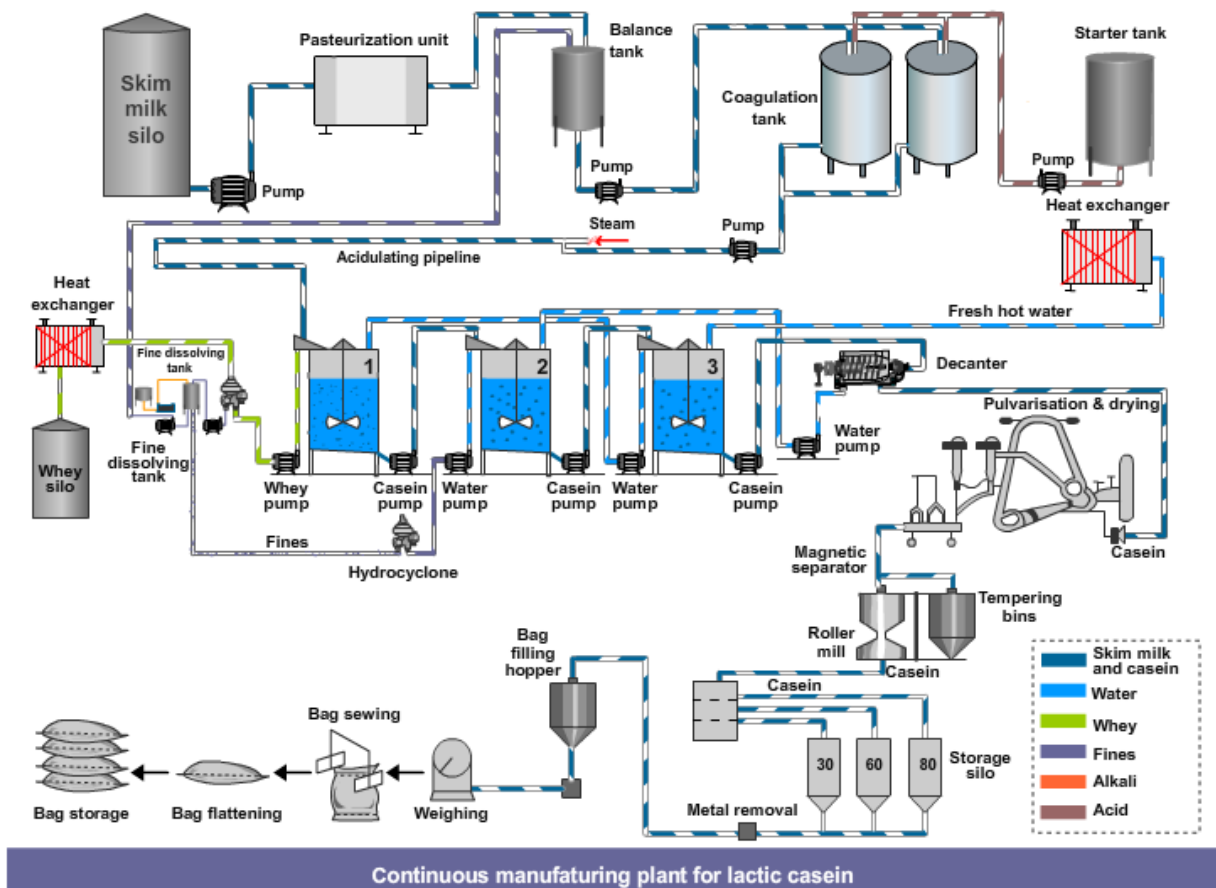 Skim
milk
silo
Pasteurization unit
Balance
tank
Coagulation
tank
Starter tank
Pump
Pump
Pump
Pump
Heat exchanger
Steam
Acidulating pipeline
Fresh hot water
Heat
exchanger
Fine dissolving
tank
1
2
3
Decanter
Pulvarisation & drying
Whey
silo
Fine
dissolving
tank
Whey
pump
Casein
pump
Water
pump
Casein
pump
Water
pump
Casein
pump
Water
pump
Fines
Hydrocyclone
Casein
Magnetic
separator
Tempering
bins
Roller
mill
Casein
Casein
Bag
filling
hopper
Bag sewing
30
60
80
Storage
silo
Metal removal
Bag storage
Bag flattening
Weighing
Skim milk
and casein
Water
Whey
Fines
Alkali
Acid
Continuous manufaturing plant for lactic casein